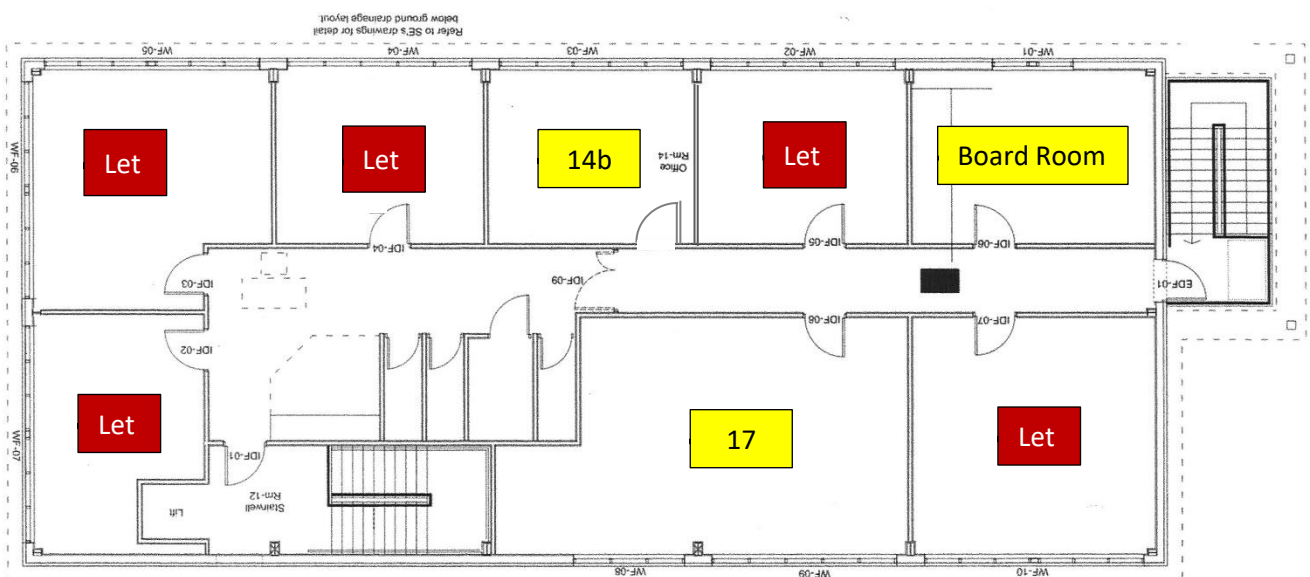 Refer to SE's drawings for detail
below ground drainage layout.
WF-05
WF-04
WF-03
WF-02
WF-01
WF-06
Let
Let
14b
Office
Rm-14
Let
Board Room
IDF-04
IDF-05
IDF-06
IDF-03
IDF-09
EDF-01
IDF-02
IDF-08
IDF-07
Let
17
Let
WF-07
IDF-01
Stairwell
Rm-12
Lift
WF-08
WF-09
WF-10